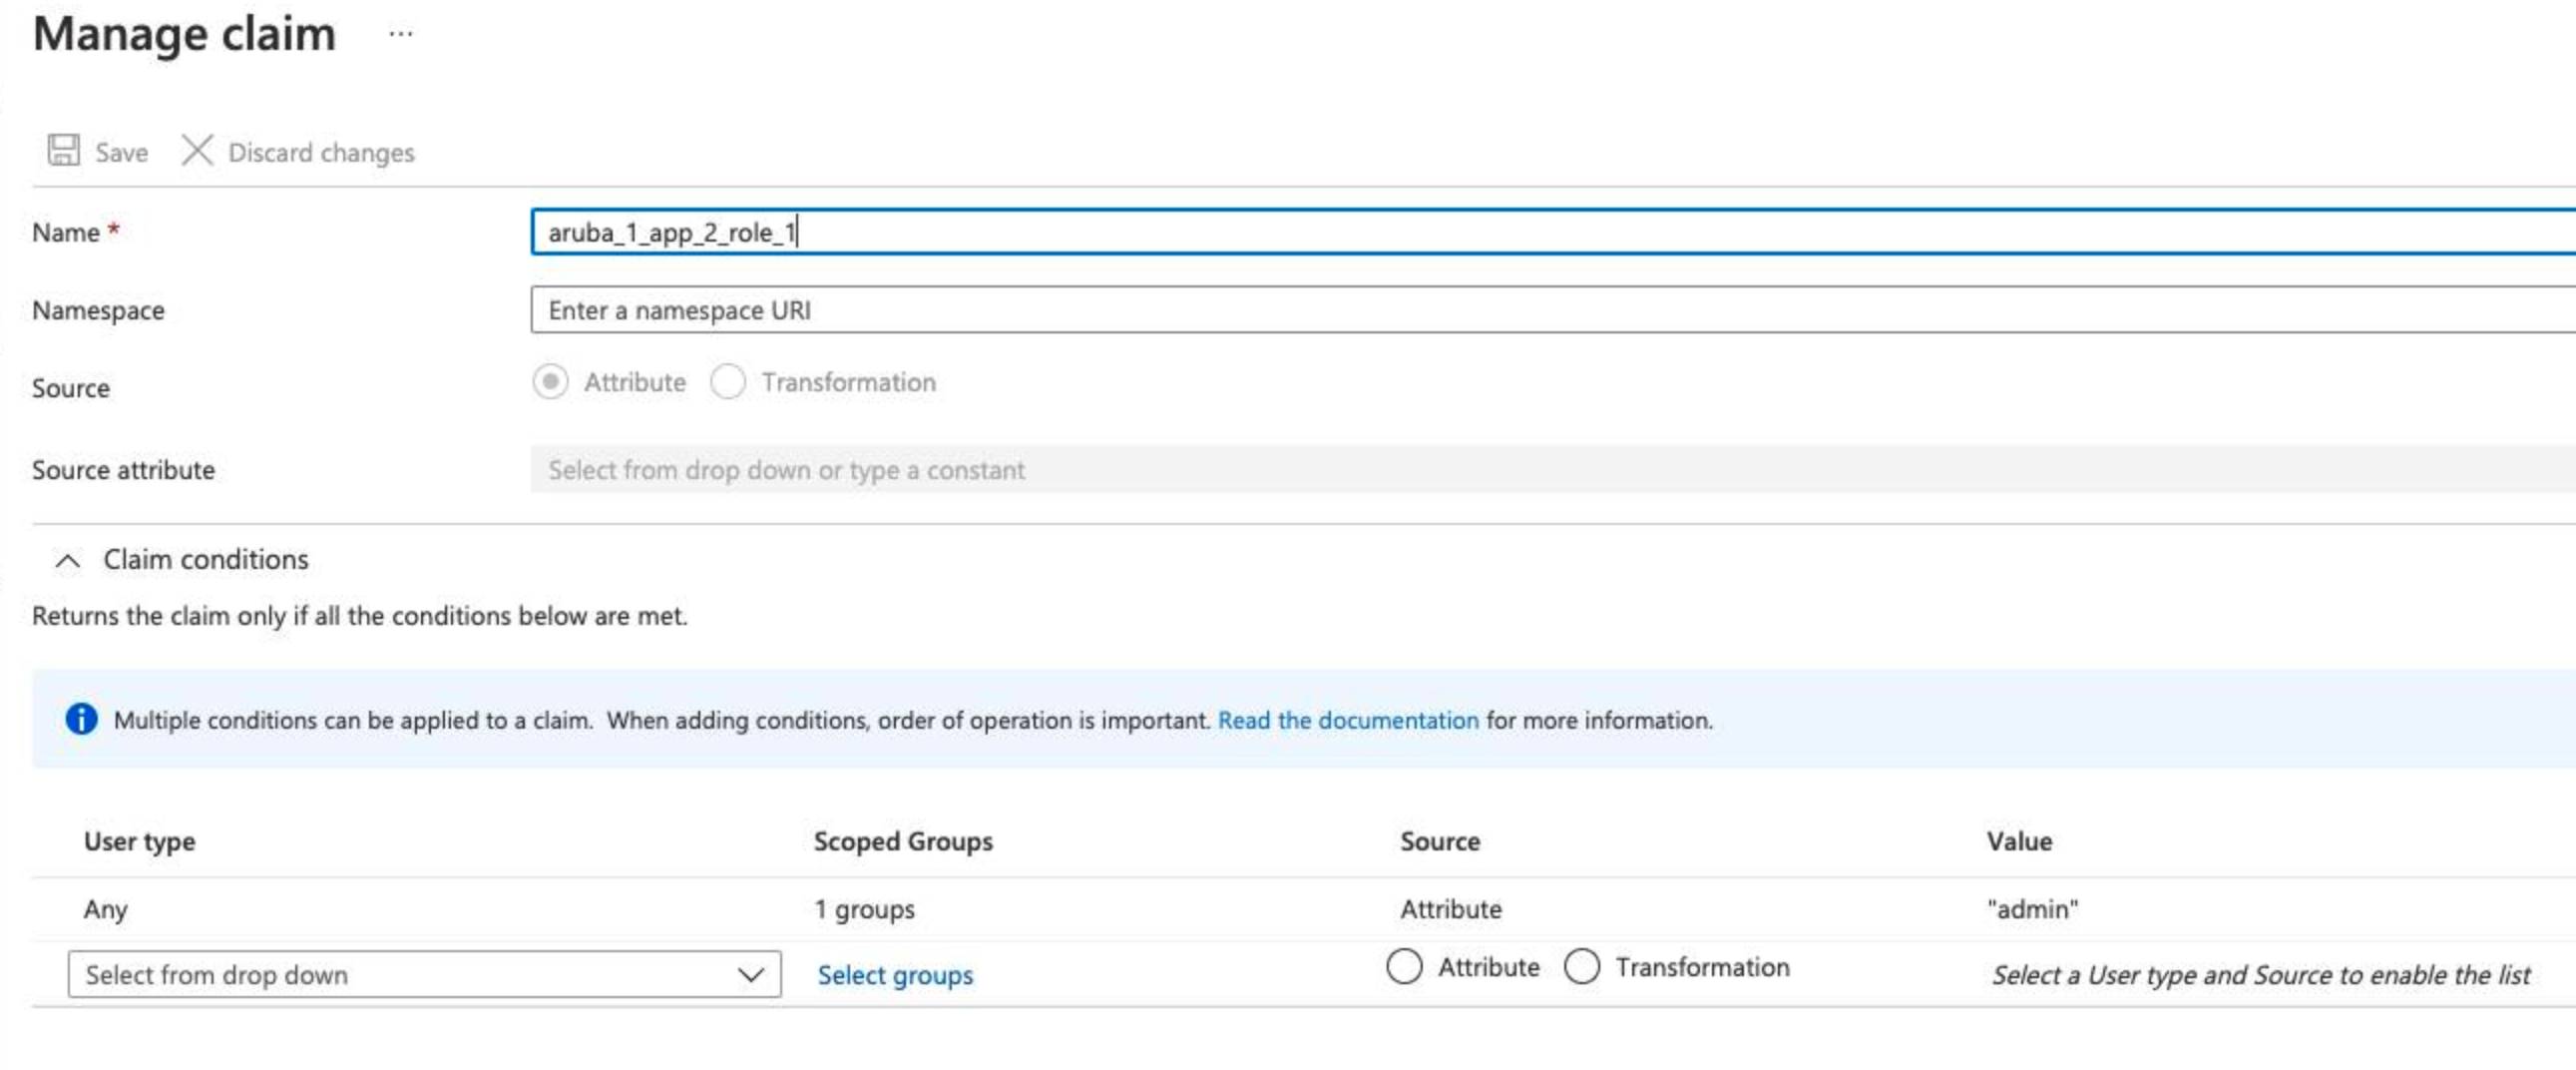 Manage claim ...
Save Discard changes
Name * aruba_1_app_2_role_1
Namespace Enter a namespace URI
Source Attribute Transformation
Source attribute Select from drop down or type a constant
Claim conditions
Returns the claim only if all the conditions below are met.
Multiple conditions can be applied to a claim. When adding conditions, order of operation is important. Read the documentation for more information.
User type Scoped Groups Source Value
Any 1 groups Attribute "admin"
Select from drop down Select groups Attribute Transformation Select a User type and Source to enable the list